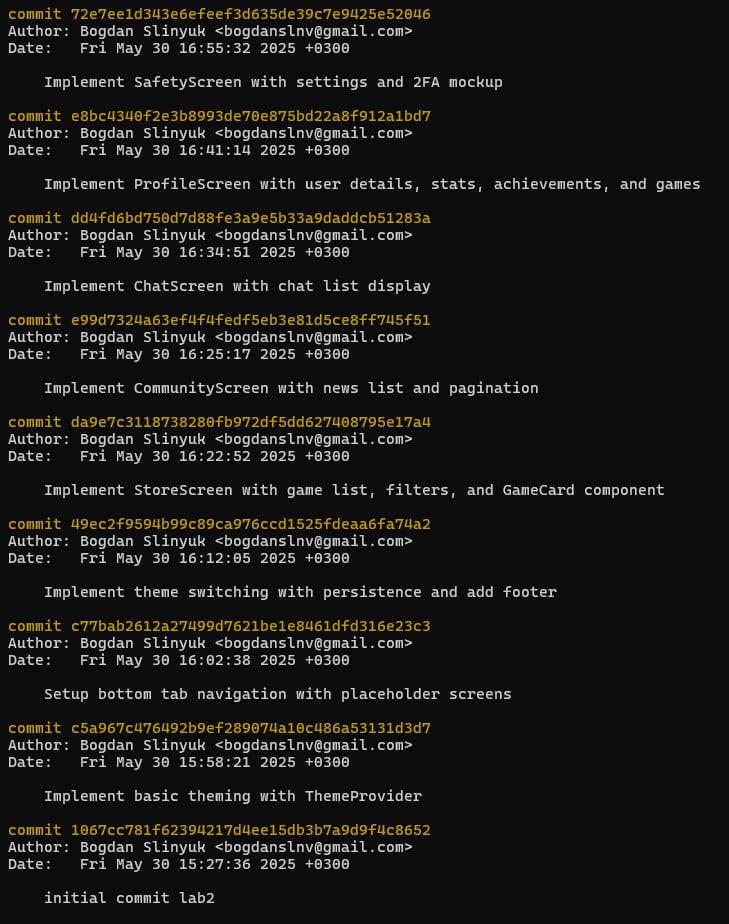 commit 72e7ee1d343e6efeef3d635de39c7e9425e52046
Author: Bogdan Slinyuk <bogdanslnv@gmail.com>
Date:   Fri May 30 16:55:32 2025 +0300
    Implement SafetyScreen with settings and 2FA mockup
commit e8bc4340f2e3b8993de70e875bd22a8f912a1bd7
Author: Bogdan Slinyuk <bogdanslnv@gmail.com>
Date:   Fri May 30 16:41:14 2025 +0300
    Implement ProfileScreen with user details, stats, achievements, and games
commit dd4fd6bd750d7d88fe3a9e5b33a9daddcb51283a
Author: Bogdan Slinyuk <bogdanslnv@gmail.com>
Date:   Fri May 30 16:34:51 2025 +0300
    Implement ChatScreen with chat list display
commit e99d7324a63ef4f4ffedf5eb3e81d5ce8ff745f51
Author: Bogdan Slinyuk <bogdanslnv@gmail.com>
Date:   Fri May 30 16:25:17 2025 +0300
    Implement CommunityScreen with news list and pagination
commit da9e7c3118738280fb972df5dd627408795e17a4
Author: Bogdan Slinyuk <bogdanslnv@gmail.com>
Date:   Fri May 30 16:22:52 2025 +0300
    Implement StoreScreen with game list, filters, and GameCard component
commit 49ec2f9594b99c89ca976ccd1525fdeaa6fa74a2
Author: Bogdan Slinyuk <bogdanslnv@gmail.com>
Date:   Fri May 30 16:12:05 2025 +0300
    Implement theme switching with persistence and add footer
commit c77bab2612a27499d7621be1e8461dfd316e23c3
Author: Bogdan Slinyuk <bogdanslnv@gmail.com>
Date:   Fri May 30 16:02:38 2025 +0300
    Setup bottom tab navigation with placeholder screens
commit c5a967c476492b9ef289074a10c486a53131d3d7
Author: Bogdan Slinyuk <bogdanslnv@gmail.com>
Date:   Fri May 30 15:58:21 2025 +0300
    Implement basic theming with ThemeProvider
commit 1067cc781f62394217d4ee15db3b7a9d9f4c8652
Author: Bogdan Slinyuk <bogdanslnv@gmail.com>
Date:   Fri May 30 15:27:36 2025 +0300
    initial commit lab2